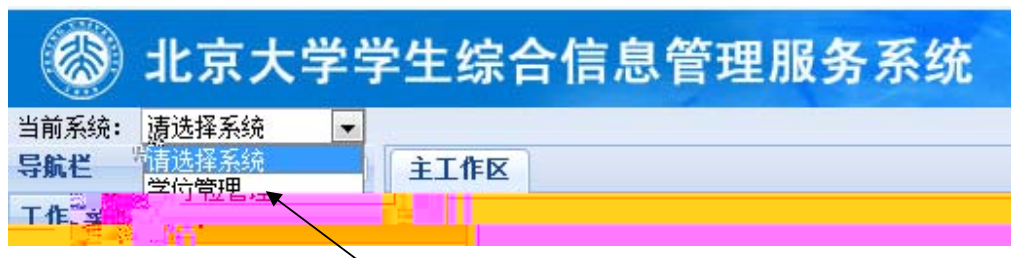 北京大学学生综合信息管理服务系统
当前系统: 请选择系统
导航栏 请选择系统 主工作区
学位管理
工作